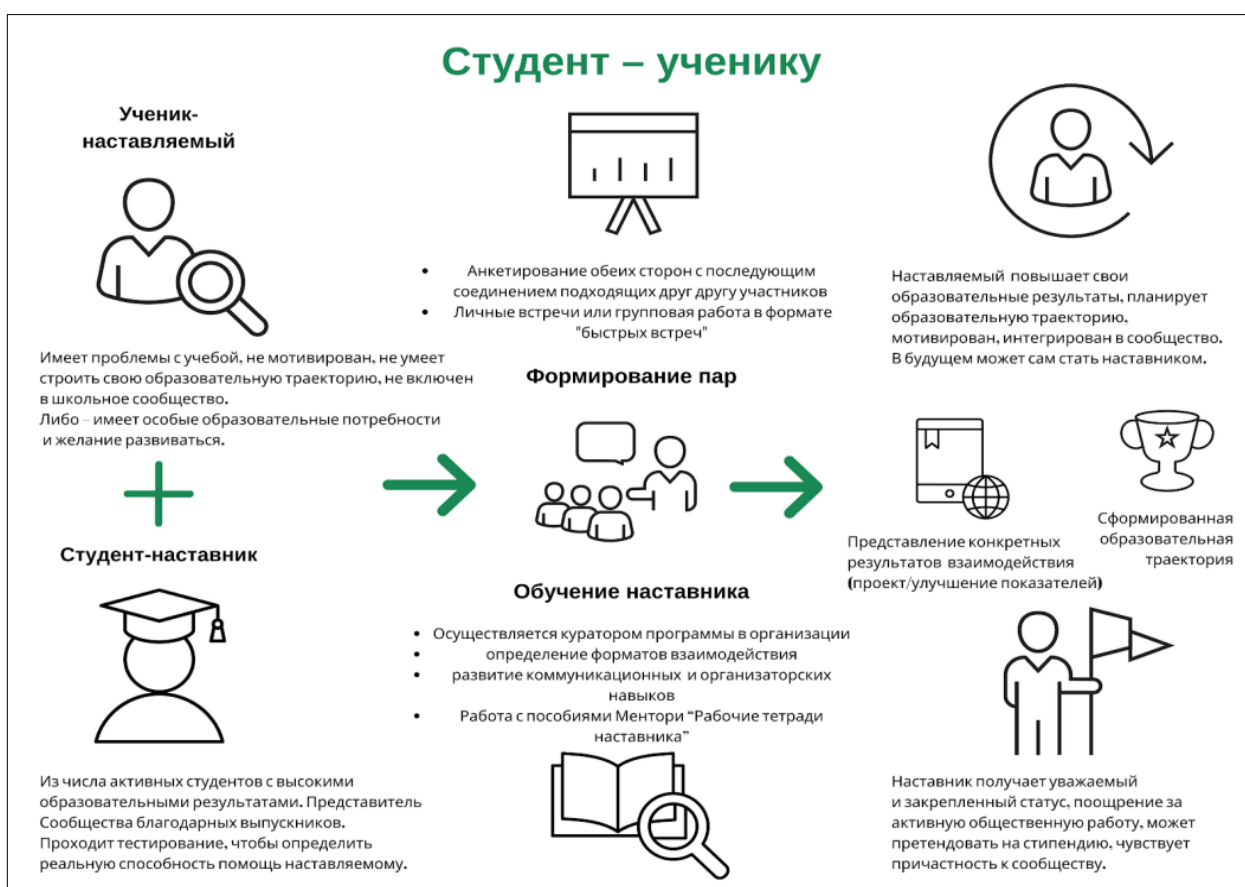 Студент – ученику
Ученик-
наставляемый
Имеет проблемы с учебой, не мотивирован, не умеет
строить свою образовательную траекторию, не включен
в школьное сообщество.
Либо – имеет особые образовательные потребности
и желание развиваться.
Студент-наставник
Из числа активных студентов с высокими
образовательными результатами. Представитель
Сообщества благодарных выпускников.
Проходит тестирование, чтобы определить
реальную способность помощь наставляемому.
• Анкетирование обеих сторон с последующим
соединением подходящих друг другу участников
• Личные встречи или групповая работа в формате
"быстрых встреч"
Формирование пар
Обучение наставника
• Осуществляется куратором программы в организации
• определение форматов взаимодействия
• развитие коммуникационных и организаторских
навыков
• Работа с пособиями Ментори “Рабочие тетради
наставника”
Наставляемый повышает свои
образовательные результаты, планирует
образовательную траекторию,
мотивирован, интегрирован в сообщество.
В будущем может сам стать наставником.
Представление конкретных
результатов взаимодействия
(проект/улучшение показателей)
Сформированная
образовательная
траектория
Наставник получает уважаемый
и закрепленный статус, поощрение за
активную общественную работу, может
претендовать на стипендию, чувствует
причастность к сообществу.